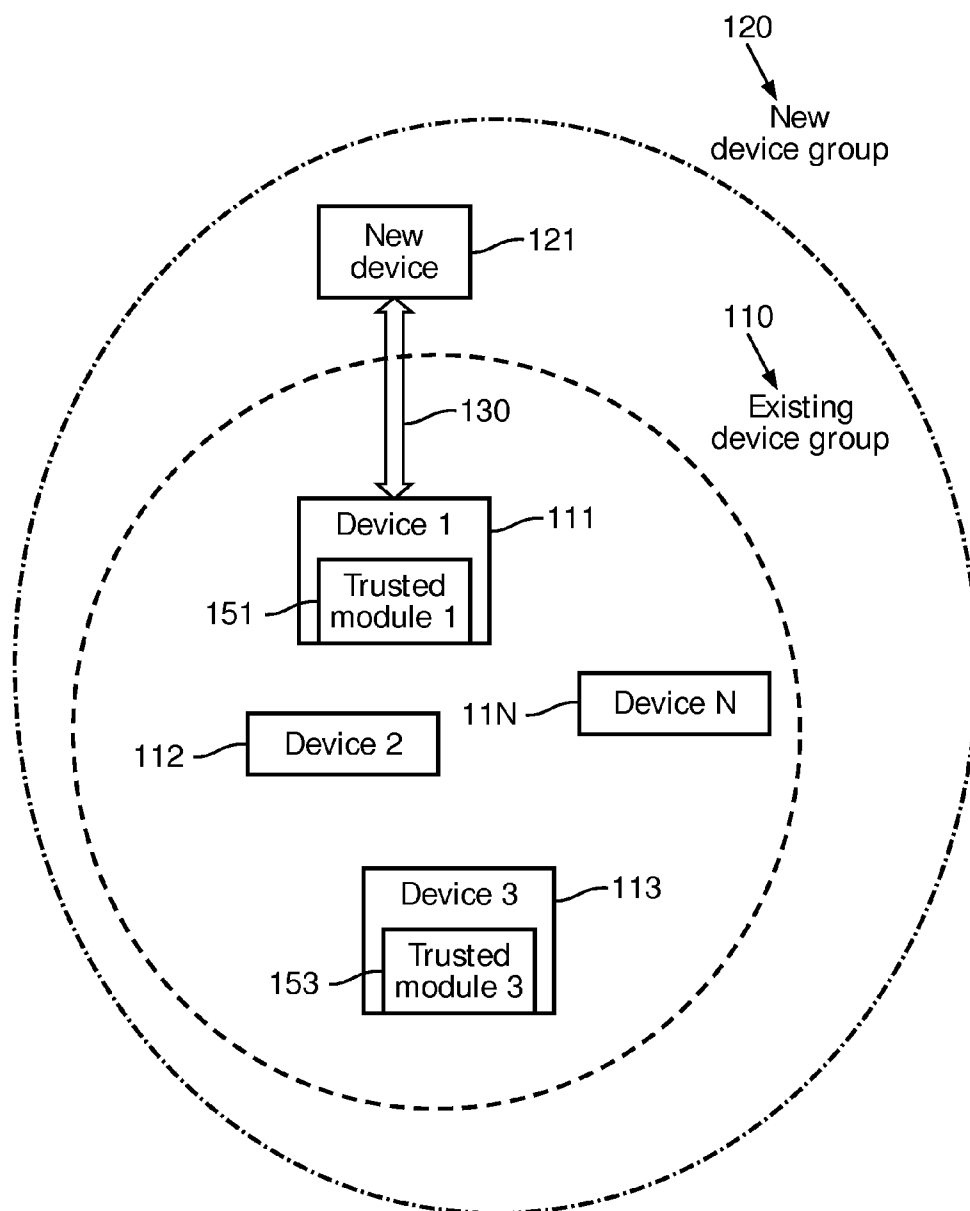 120
New
device group
New
device
121
110
Existing
device group
130
Device 1
111
Trusted
module 1
151
Device N
11N
Device 2
112
Device 3
113
Trusted
module 3
153